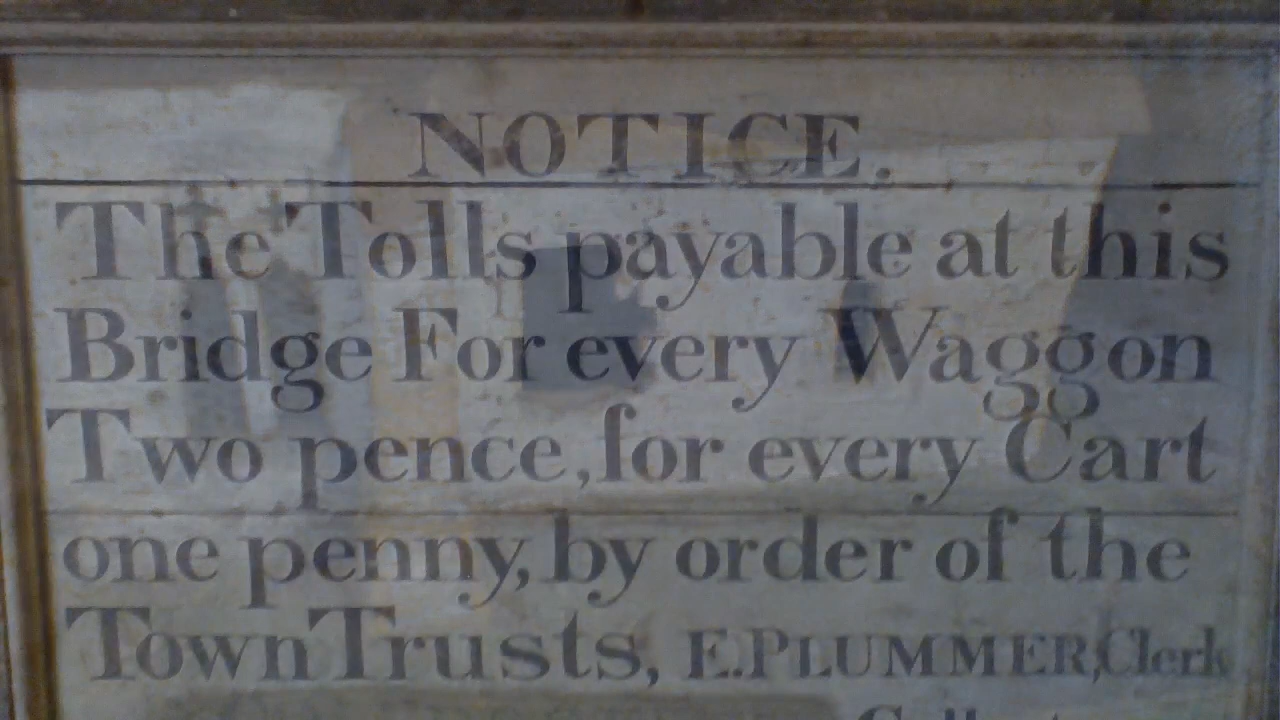 NOTICE.
The Tolls payable at this
Bridge For every Waggon
Two pence, for every Cart
one penny, by order of the
Town Trusts, E. PLUMMER, Clerk